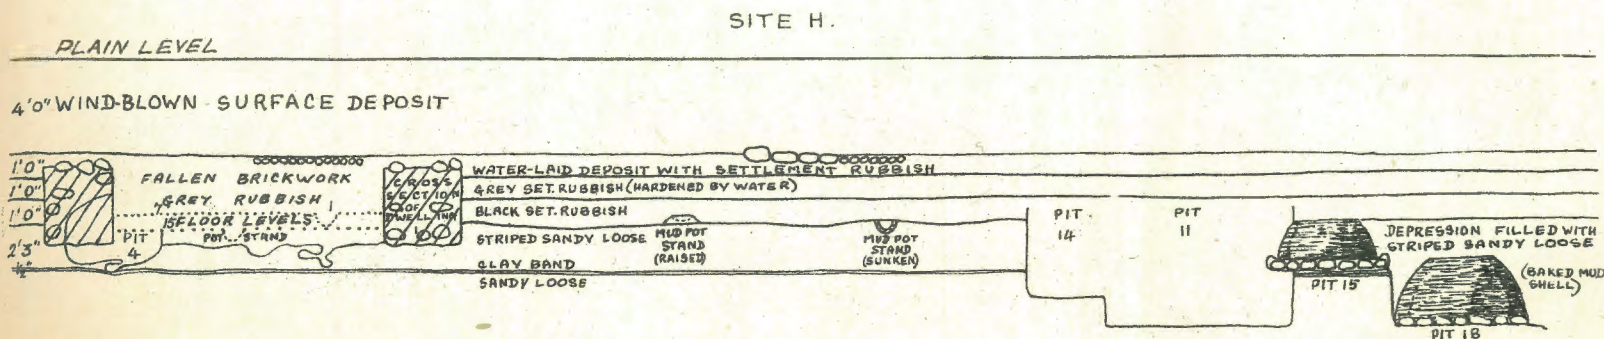 SITE H.
PLAIN LEVEL
4'0" WIND-BLOWN SURFACE DEPOSIT
1'0"
1'0"
1'0"
2'3"
½"
FALLEN BRICKWORK
GREY RUBBISH
FLOOR LEVELS
PIT
4
POT STAND
CROSS
SECTION
OF
DWELLING
WATER-LAID DEPOSIT WITH SETTLEMENT RUBBISH
GREY SET. RUBBISH (HARDENED BY WATER)
BLACK SET. RUBBISH
STRIPED SANDY LOOSE
CLAY BAND
SANDY LOOSE
MUD POT
STAND
(RAISED)
MUD POT
STAND
(SUNKEN)
PIT
14
PIT
11
DEPRESSION FILLED WITH
STRIPED SANDY LOOSE
PIT 15
(BAKED MUD
SHELL)
PIT 18